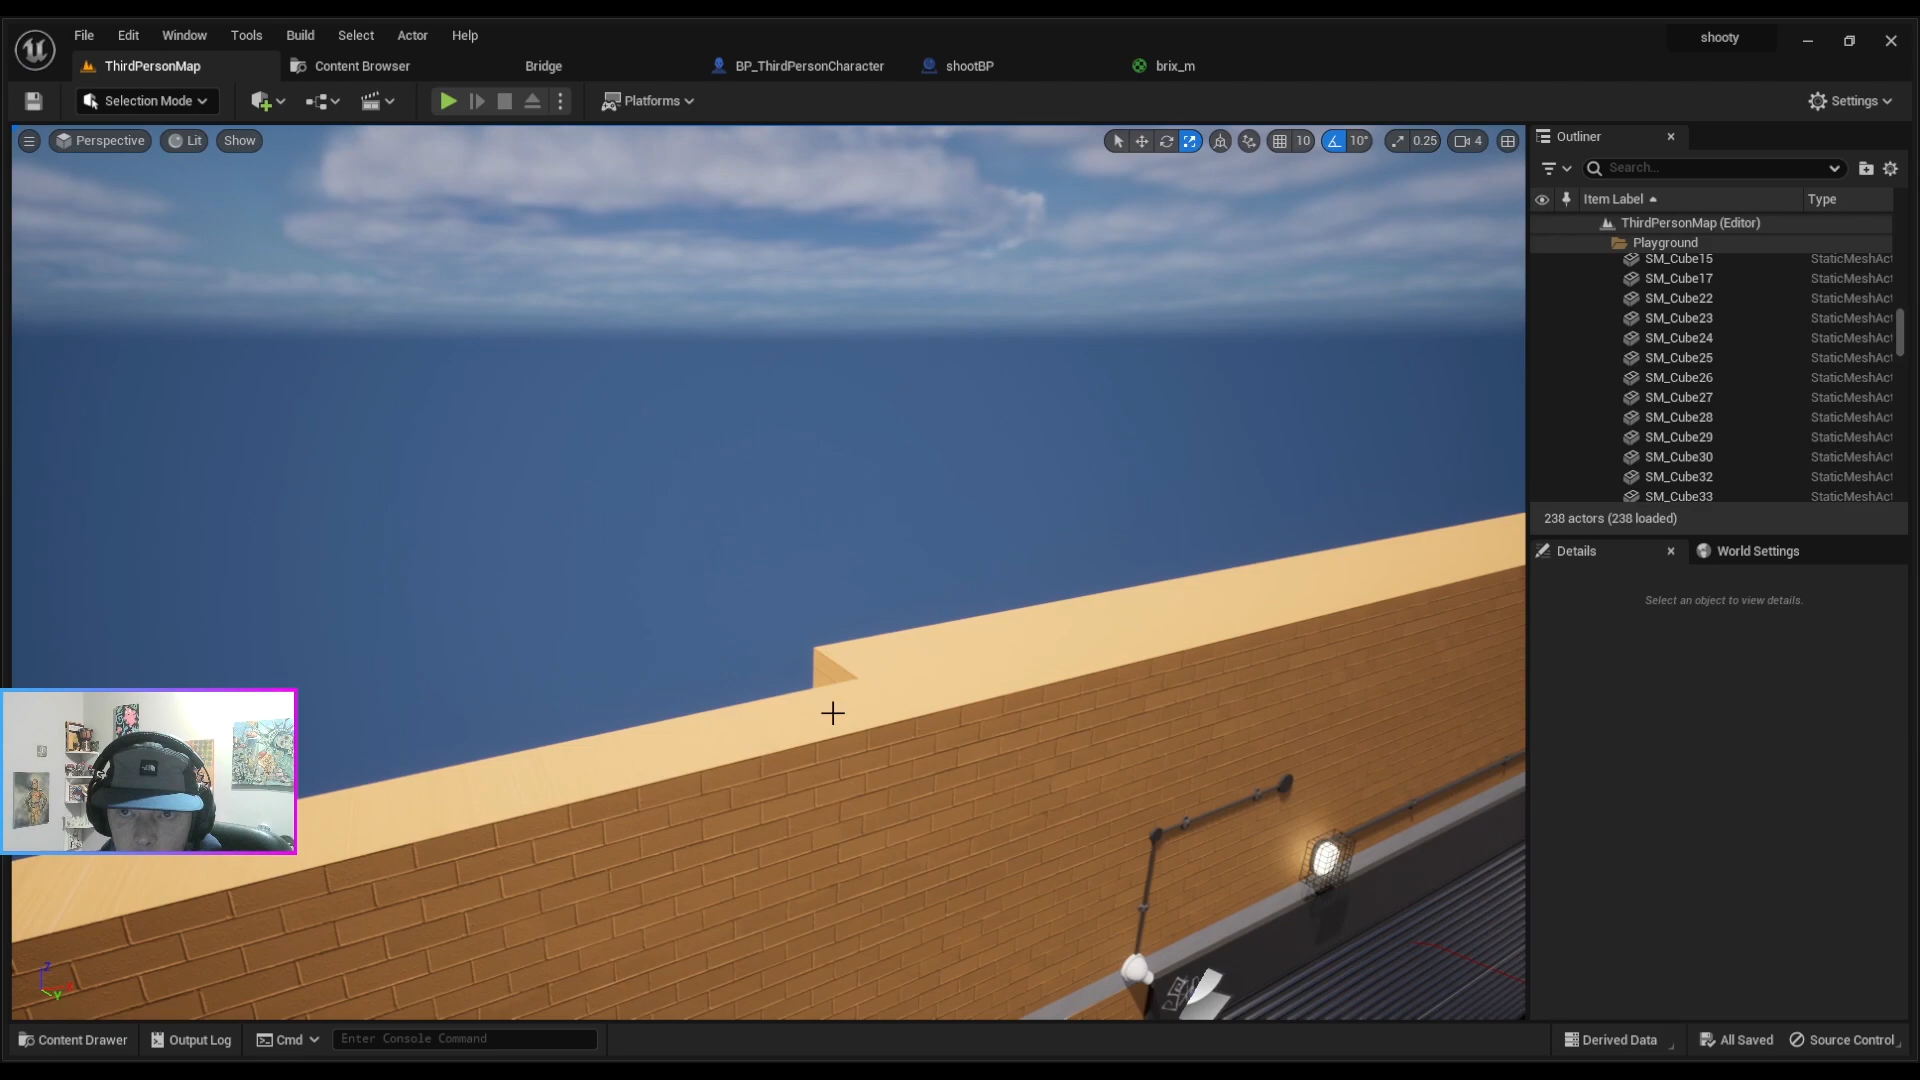 File Edit Window Tools Build Select Actor Help
shooty
ThirdPersonMap Content Browser Bridge BP_ThirdPersonCharacter shootBP brix_m
Selection Mode Platforms Settings
Perspective Lit Show 10 10° 0.25 4
Outliner
Search...
Item Label Type
ThirdPersonMap (Editor)
Playground
SM_Cube15 StaticMeshAct
SM_Cube17 StaticMeshAct
SM_Cube22 StaticMeshAct
SM_Cube23 StaticMeshAct
SM_Cube24 StaticMeshAct
SM_Cube25 StaticMeshAct
SM_Cube26 StaticMeshAct
SM_Cube27 StaticMeshAct
SM_Cube28 StaticMeshAct
SM_Cube29 StaticMeshAct
SM_Cube30 StaticMeshAct
SM_Cube32 StaticMeshAct
SM_Cube33 StaticMeshAct
238 actors (238 loaded)
Details World Settings
Select an object to view details.
Z
Y
Content Drawer Output Log Cmd Enter Console Command Derived Data All Saved Source Control